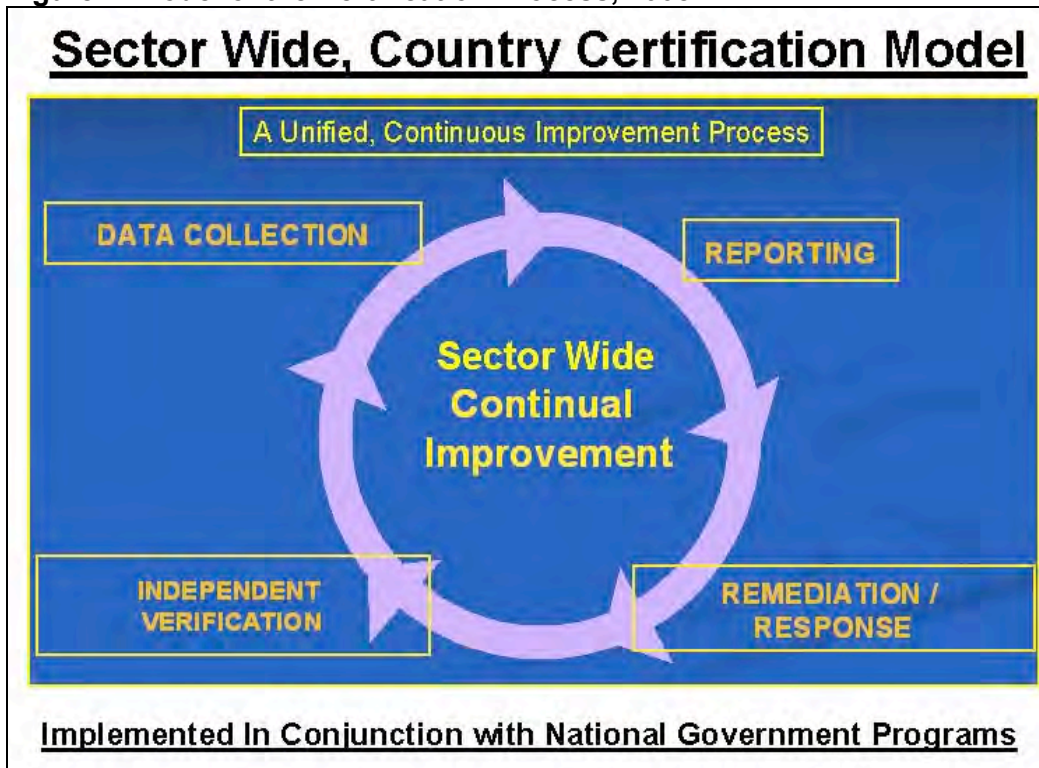 Sector Wide, Country Certification Model
A Unified, Continuous Improvement Process
DATA COLLECTION
REPORTING
Sector Wide
Continual
Improvement
INDEPENDENT
VERIFICATION
REMEDIATION /
RESPONSE
Implemented In Conjunction with National Government Programs